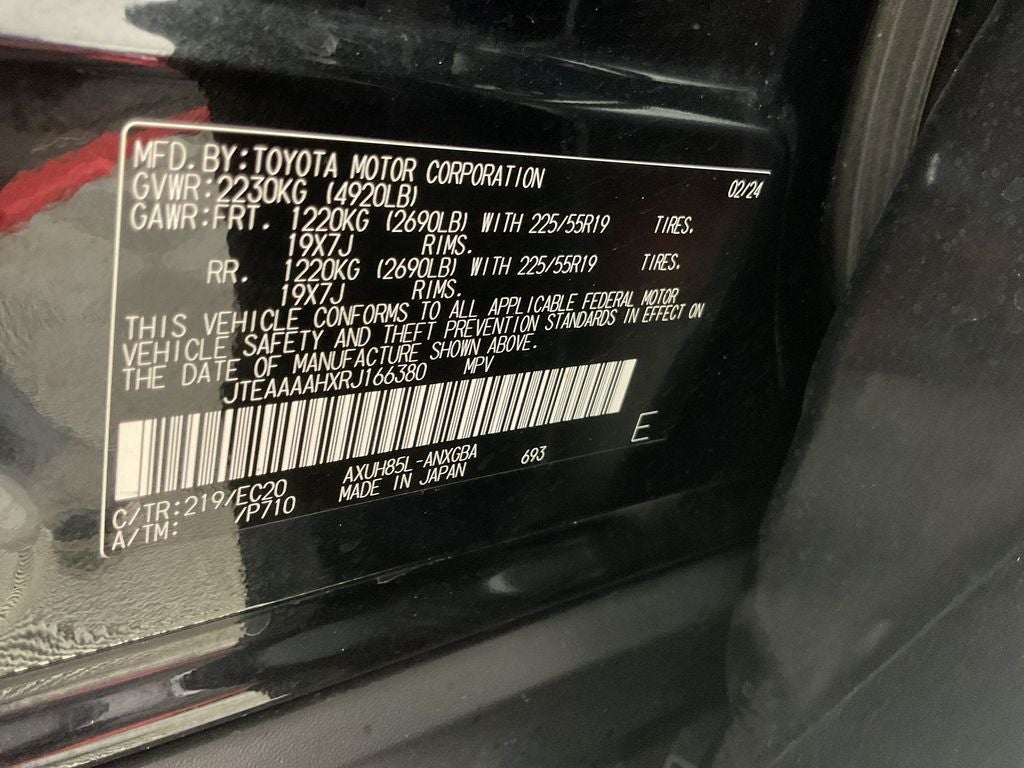 MFD. BY: TOYOTA MOTOR CORPORATION 02/24
GVWR: 2230KG (4920LB)
GAWR: FRT. 1220KG (2690LB) WITH 225/55R19 TIRES.
19X7J RIMS.
RR. 1220KG (2690LB) WITH 225/55R19 TIRES.
19X7J RIMS.
THIS VEHICLE CONFORMS TO ALL APPLICABLE FEDERAL MOTOR
VEHICLE SAFETY AND THEFT PREVENTION STANDARDS IN EFFECT ON
THE DATE OF MANUFACTURE SHOWN ABOVE.
JTEAAAAHXRJ166380 MPV
E
C/TR: 219/EC20 AXUH85L-ANXGBA 693
A/TM: /P710 MADE IN JAPAN